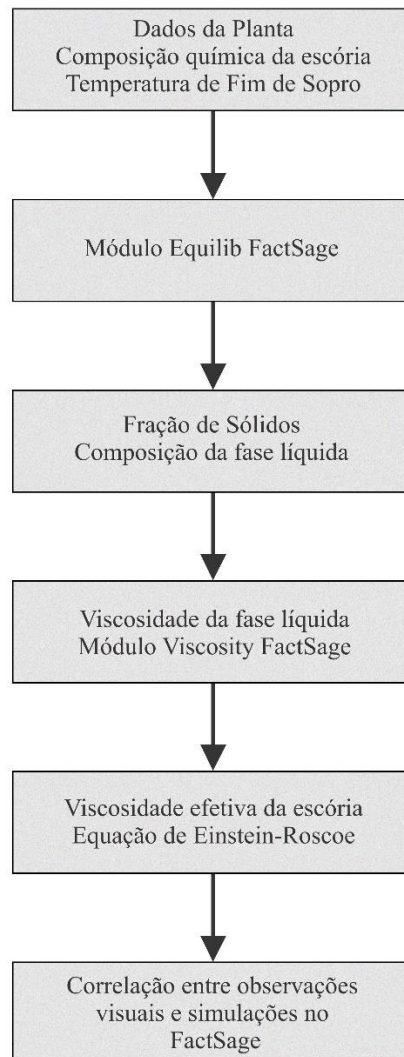 Dados da Planta
Composição química da escória
Temperatura de Fim de Sopro
Módulo Equilib FactSage
Fração de Sólidos
Composição da fase líquida
Viscosidade da fase líquida
Módulo Viscosity FactSage
Viscosidade efetiva da escória
Equação de Einstein-Roscoe
Correlação entre observações
visuais e simulações no
FactSage